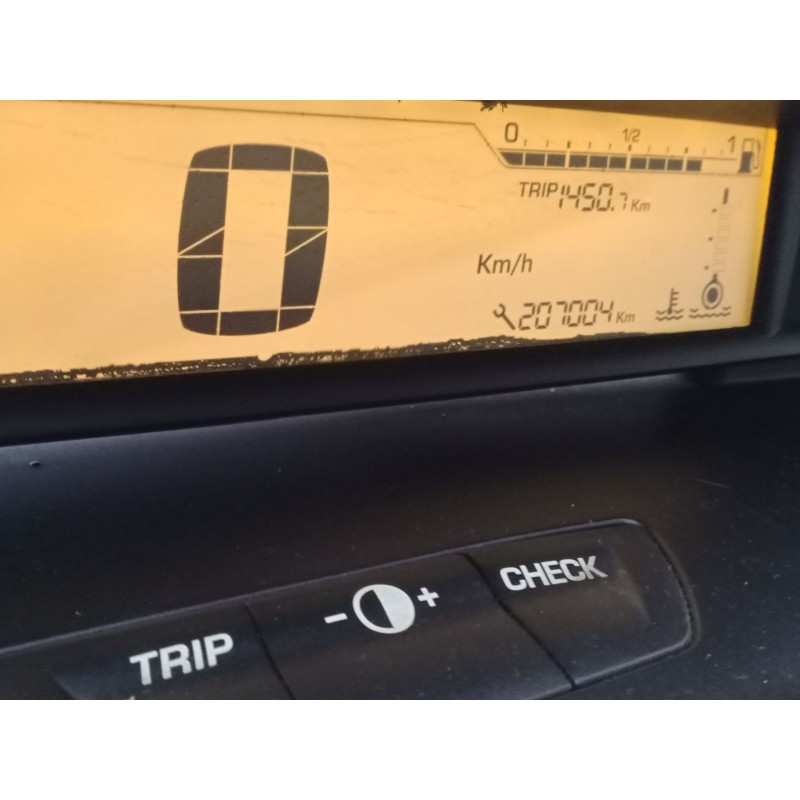 0 1/2 1
TRIP 1450.7 Km
0
Km/h
207004 Km
TRIP
- +
CHECK